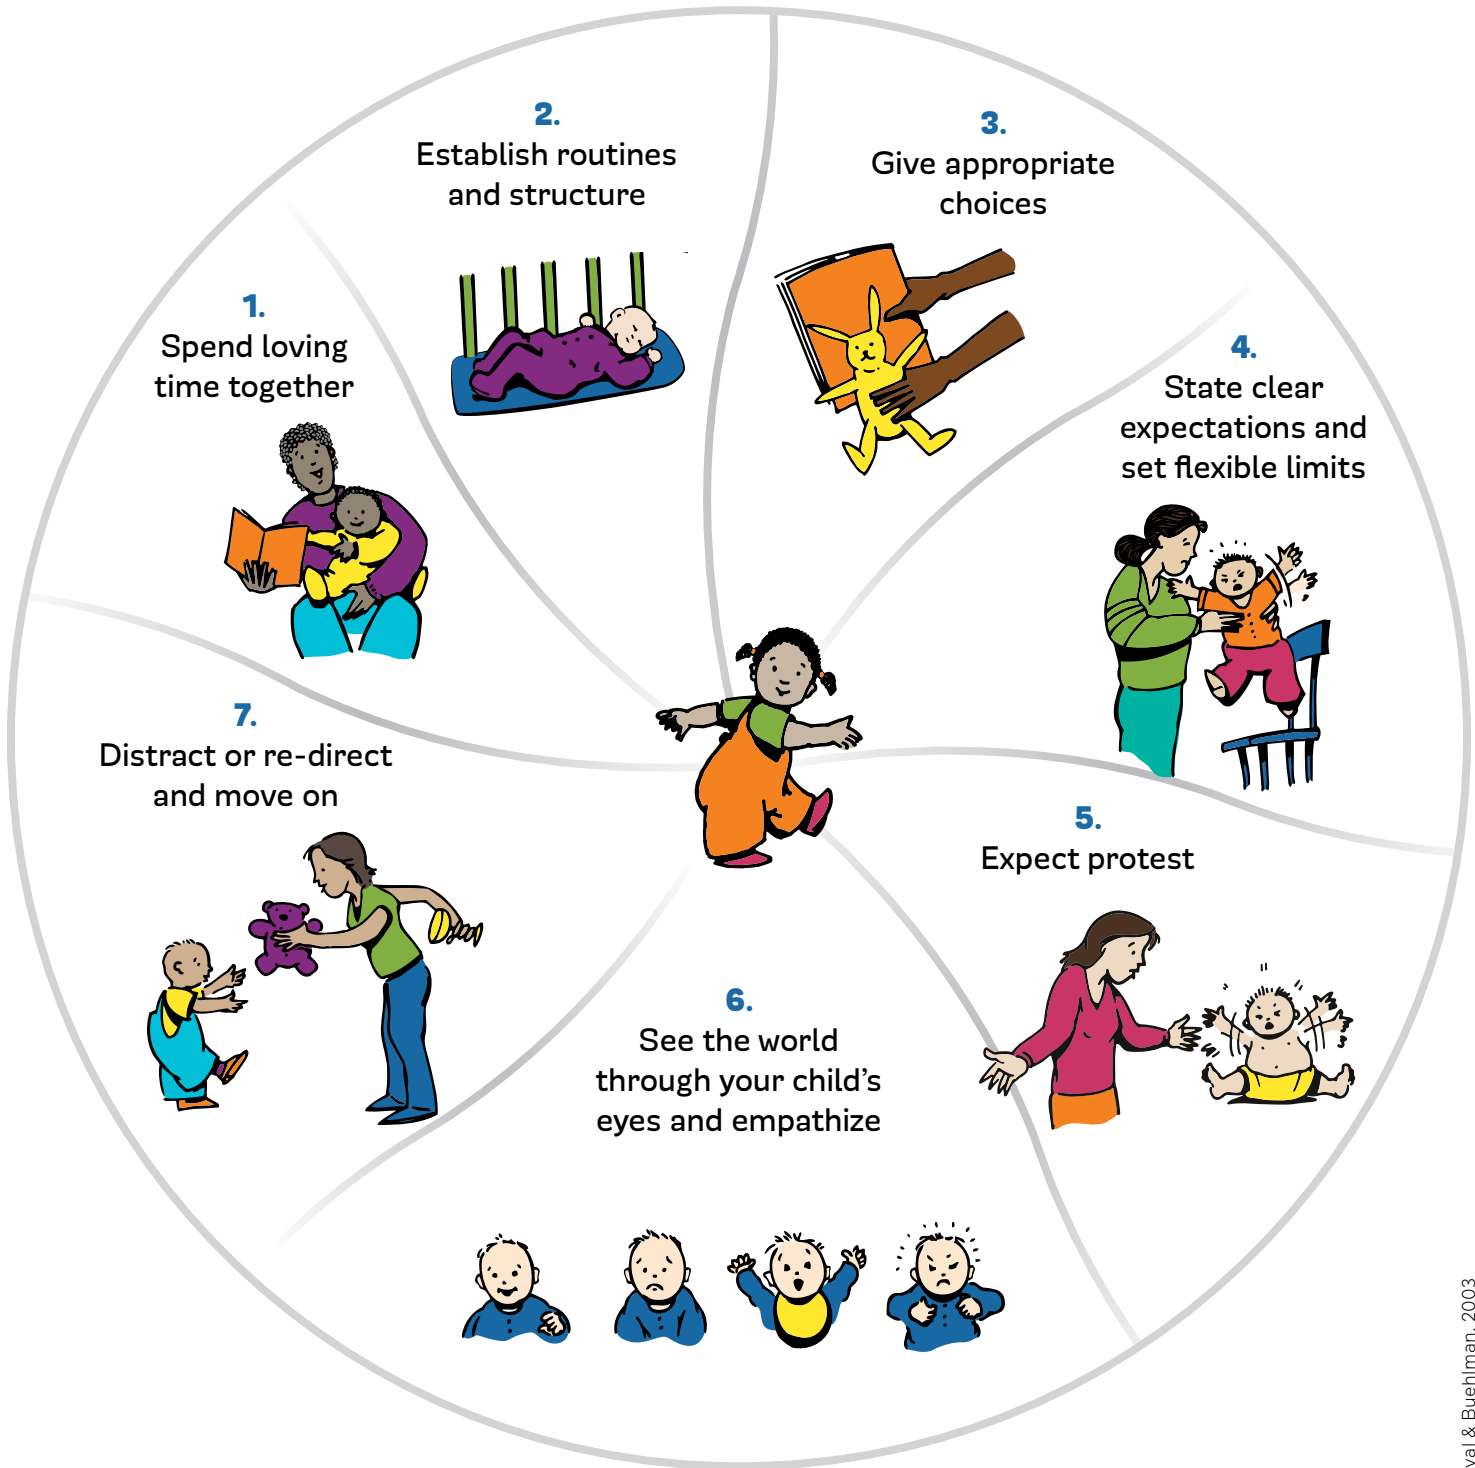 1.
Spend loving
time together
2.
Establish routines
and structure
3.
Give appropriate
choices
4.
State clear
expectations and
set flexible limits
5.
Expect protest
6.
See the world
through your child’s
eyes and empathize
7.
Distract or re-direct
and move on
& Buehlman, 2003